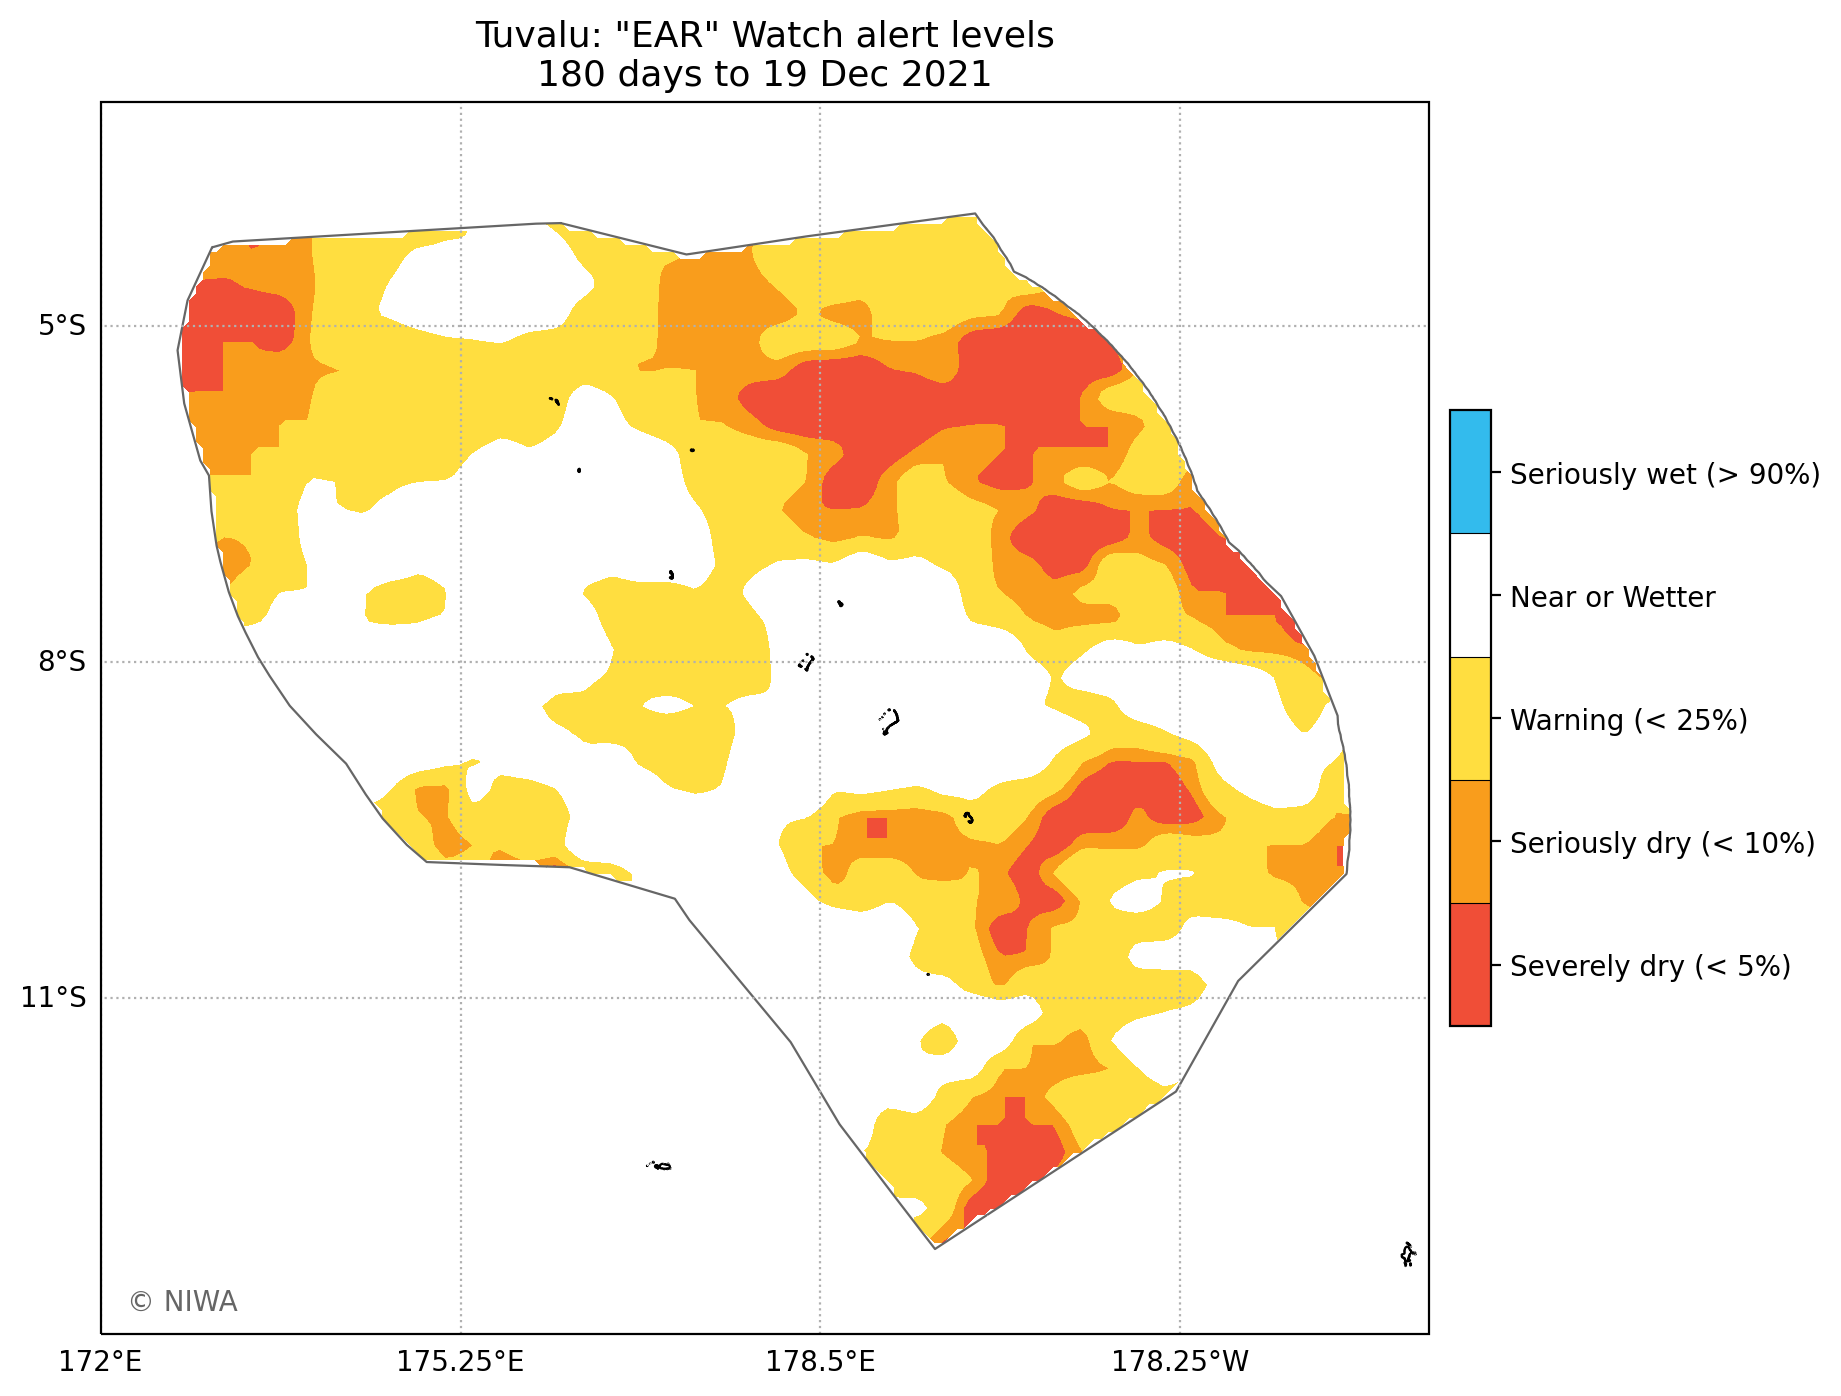 Tuvalu: "EAR" Watch alert levels
180 days to 19 Dec 2021
5°S
8°S
11°S
172°E
175.25°E
178.5°E
178.25°W
Seriously wet (> 90%)
Near or Wetter
Warning (< 25%)
Seriously dry (< 10%)
Severely dry (< 5%)
© NIWA